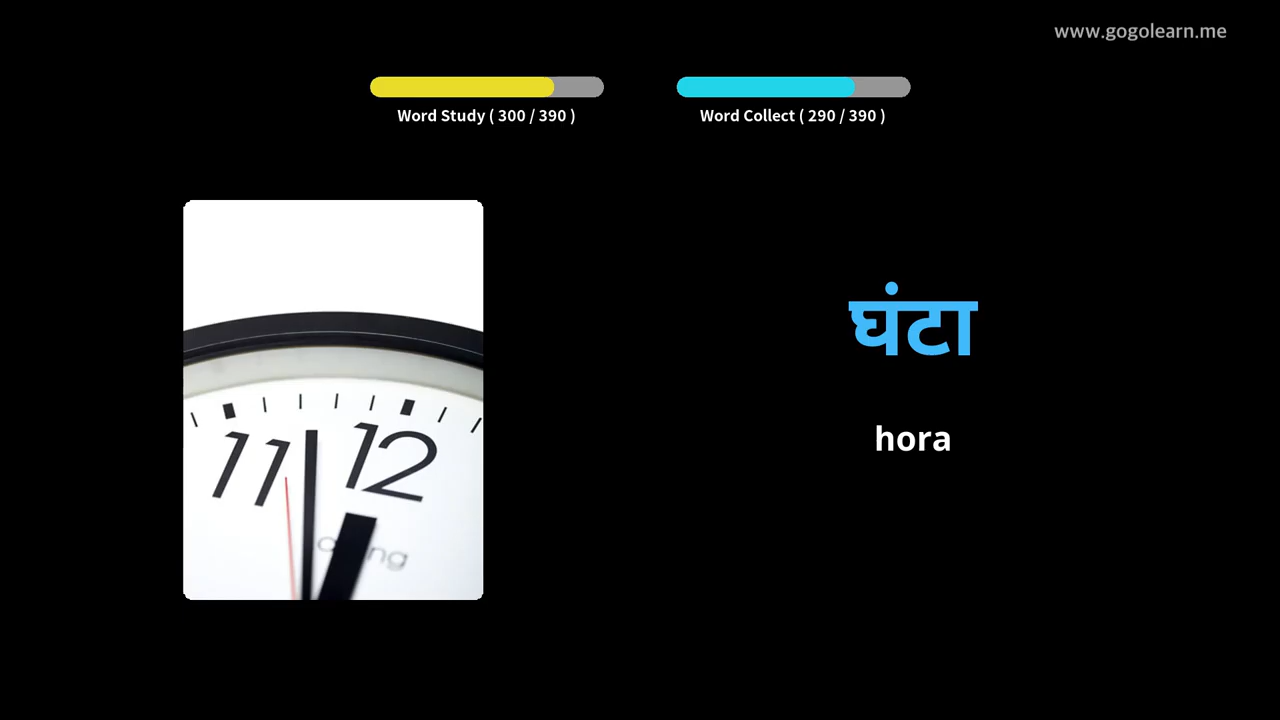 www.gogolearn.me
Word Study ( 300 / 390 )
Word Collect ( 290 / 390 )
घंटा
hora
11 12